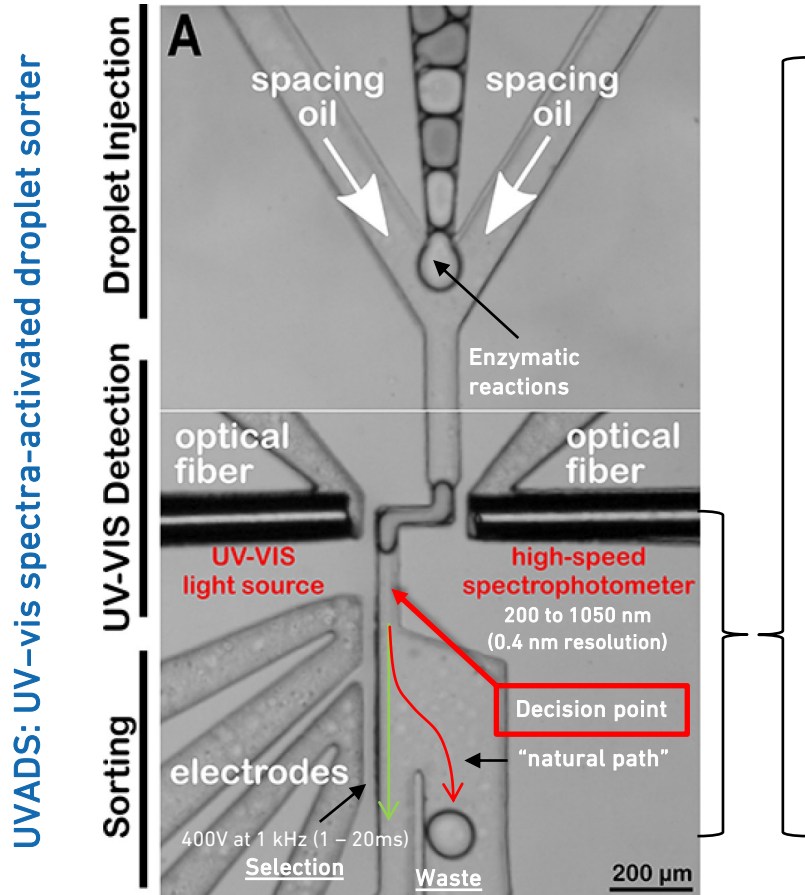 UVADS: UV–vis spectra-activated droplet sorter
Droplet Injection
UV-VIS Detection
Sorting
A
spacing
oil
spacing
oil
Enzymatic
reactions
optical
fiber
optical
fiber
UV-VIS
light source
high-speed
spectrophotometer
200 to 1050 nm
(0.4 nm resolution)
Decision point
“natural path”
electrodes
400V at 1 kHz (1 – 20ms)
Selection
Waste
200 µm